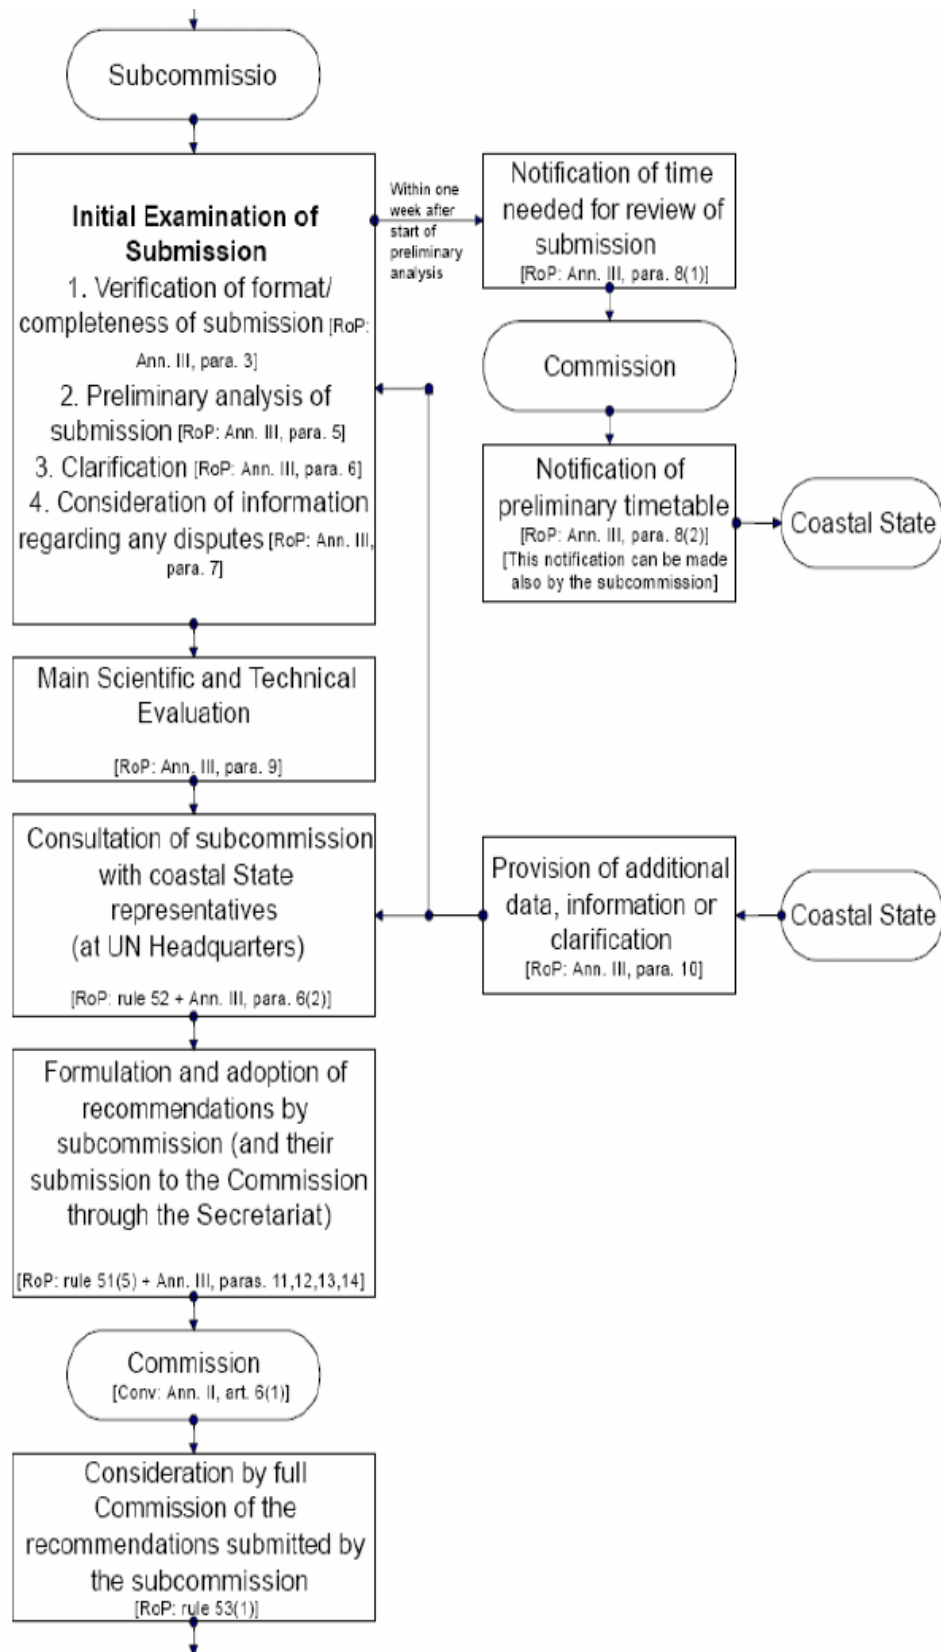 Subcommissio
Initial Examination of
Submission
1. Verification of format/
completeness of submission [RoP:
Ann. III, para. 3]
2. Preliminary analysis of
submission [RoP: Ann. III, para. 5]
3. Clarification [RoP: Ann. III, para. 6]
4. Consideration of information
regarding any disputes [RoP: Ann. III,
para. 7]
Within one
week after
start of
preliminary
analysis
Notification of time
needed for review of
submission
[RoP: Ann. III, para. 8(1)]
Commission
Notification of
preliminary timetable
[RoP: Ann. III, para. 8(2)]
[This notification can be made
also by the subcommission]
Coastal State
Main Scientific and Technical
Evaluation
[RoP: Ann. III, para. 9]
Consultation of subcommission
with coastal State
representatives
(at UN Headquarters)
[RoP: rule 52 + Ann. III, para. 6(2)]
Provision of additional
data, information or
clarification
[RoP: Ann. III, para. 10]
Coastal State
Formulation and adoption of
recommendations by
subcommission (and their
submission to the Commission
through the Secretariat)
[RoP: rule 51(5) + Ann. III, paras. 11,12,13,14]
Commission
[Conv: Ann. II, art. 6(1)]
Consideration by full
Commission of the
recommendations submitted by
the subcommission
[RoP: rule 53(1)]